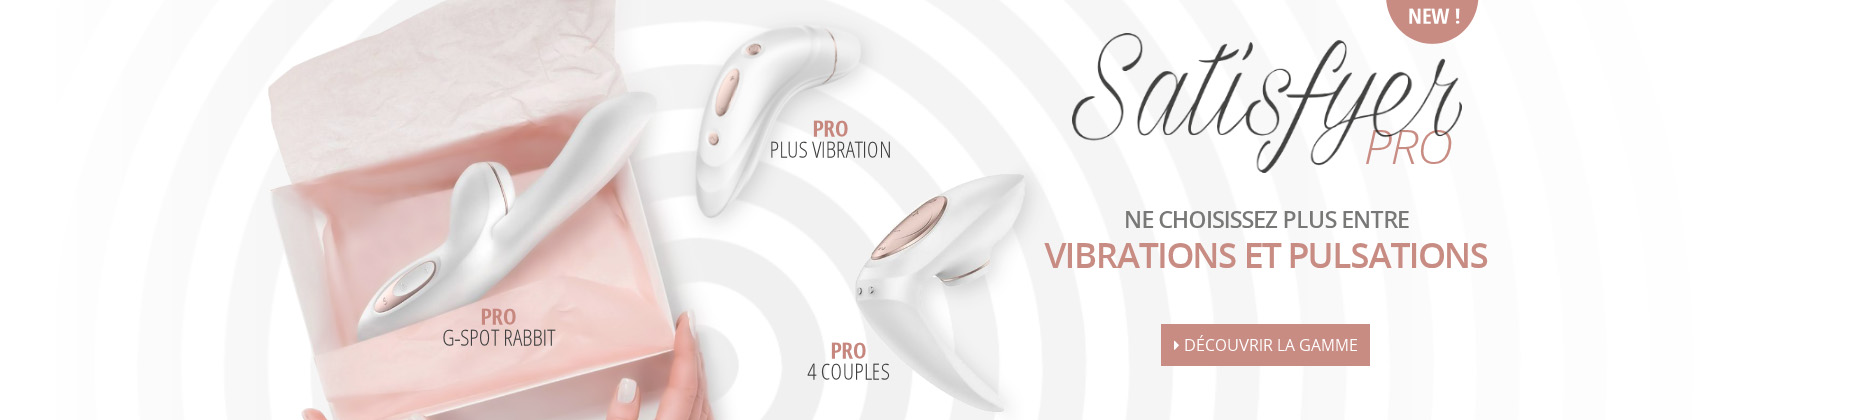 NEW !
Satisfyer
PRO
PRO
PLUS VIBRATION
NE CHOISISSEZ PLUS ENTRE
VIBRATIONS ET PULSATIONS
PRO
G-SPOT RABBIT
PRO
4 COUPLES
DÉCOUVRIR LA GAMME